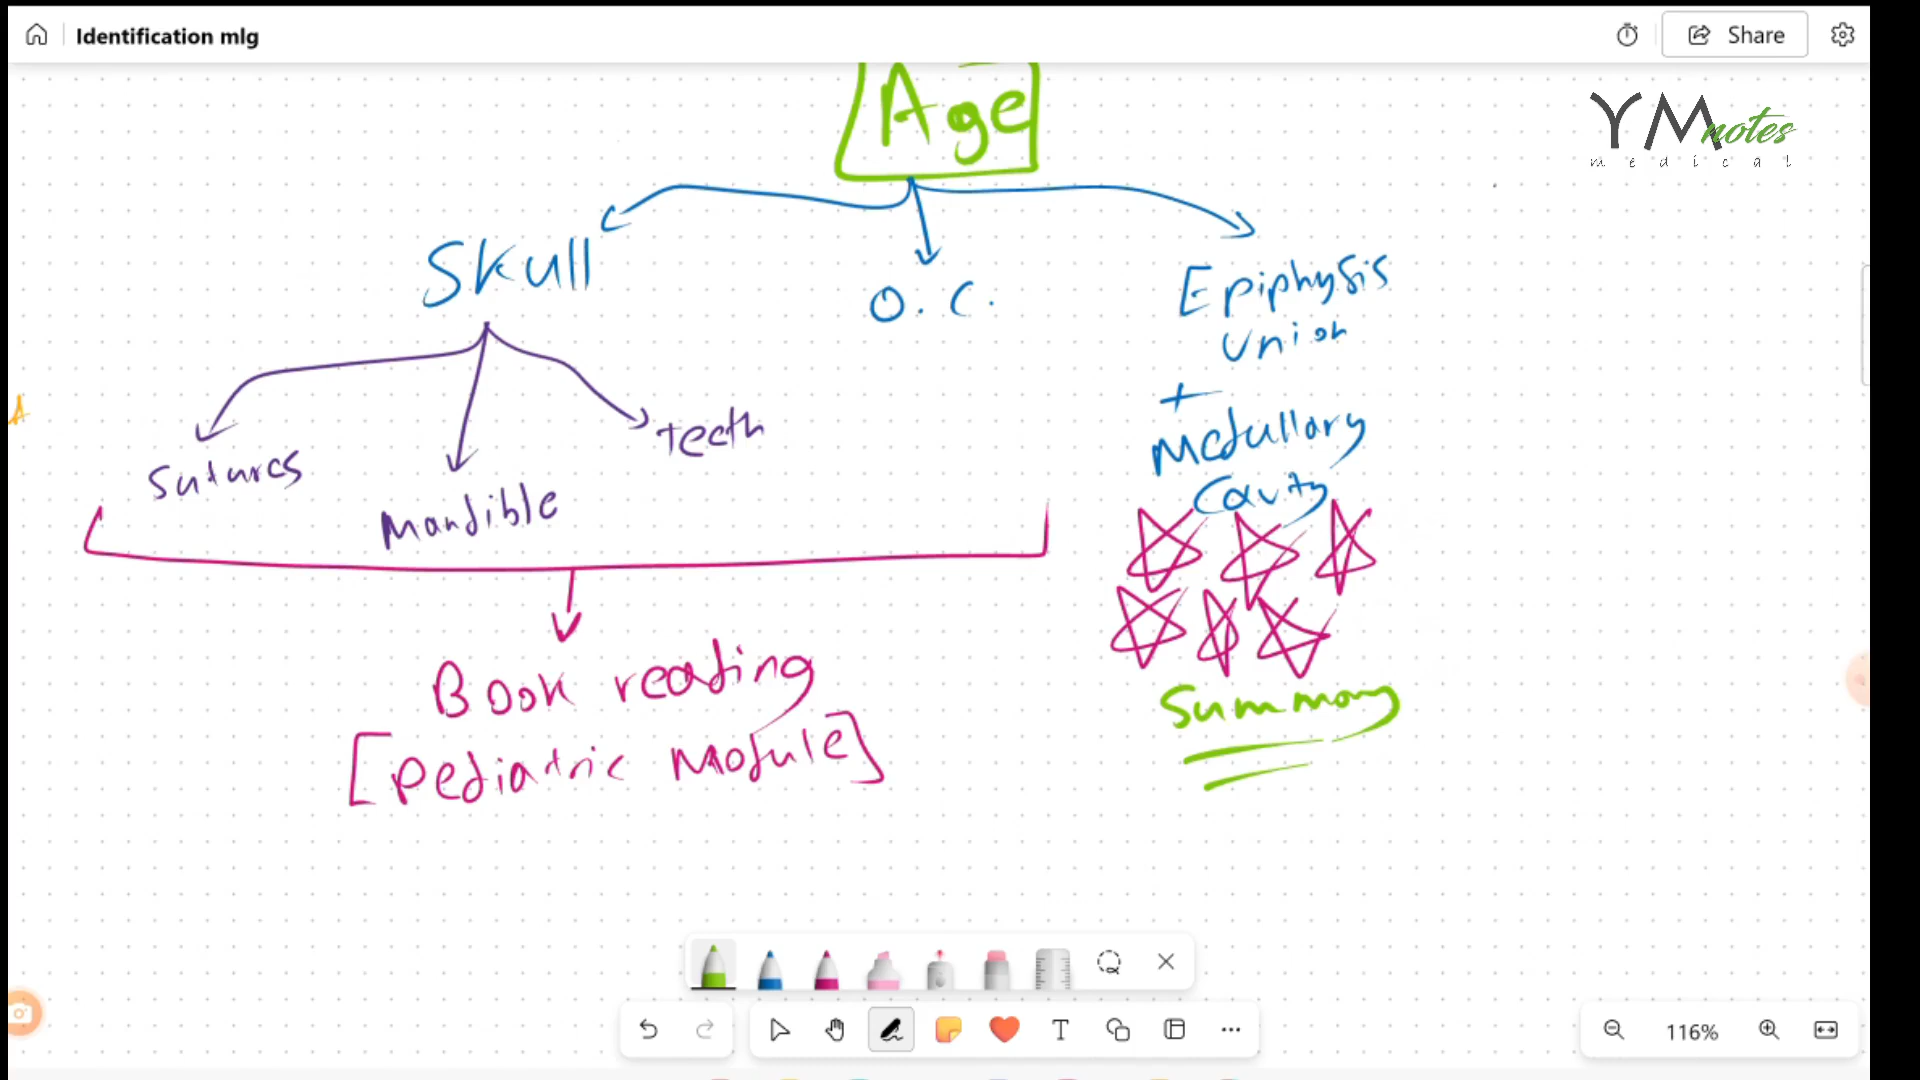 Identification mlg
Share
YM notes
medical
Age
Skull
O.C.
Epiphysis
union
+
Medullary
Cavity
Sutures
Mandible
teeth
Book reading
[Pediatric Module]
Summary
116%